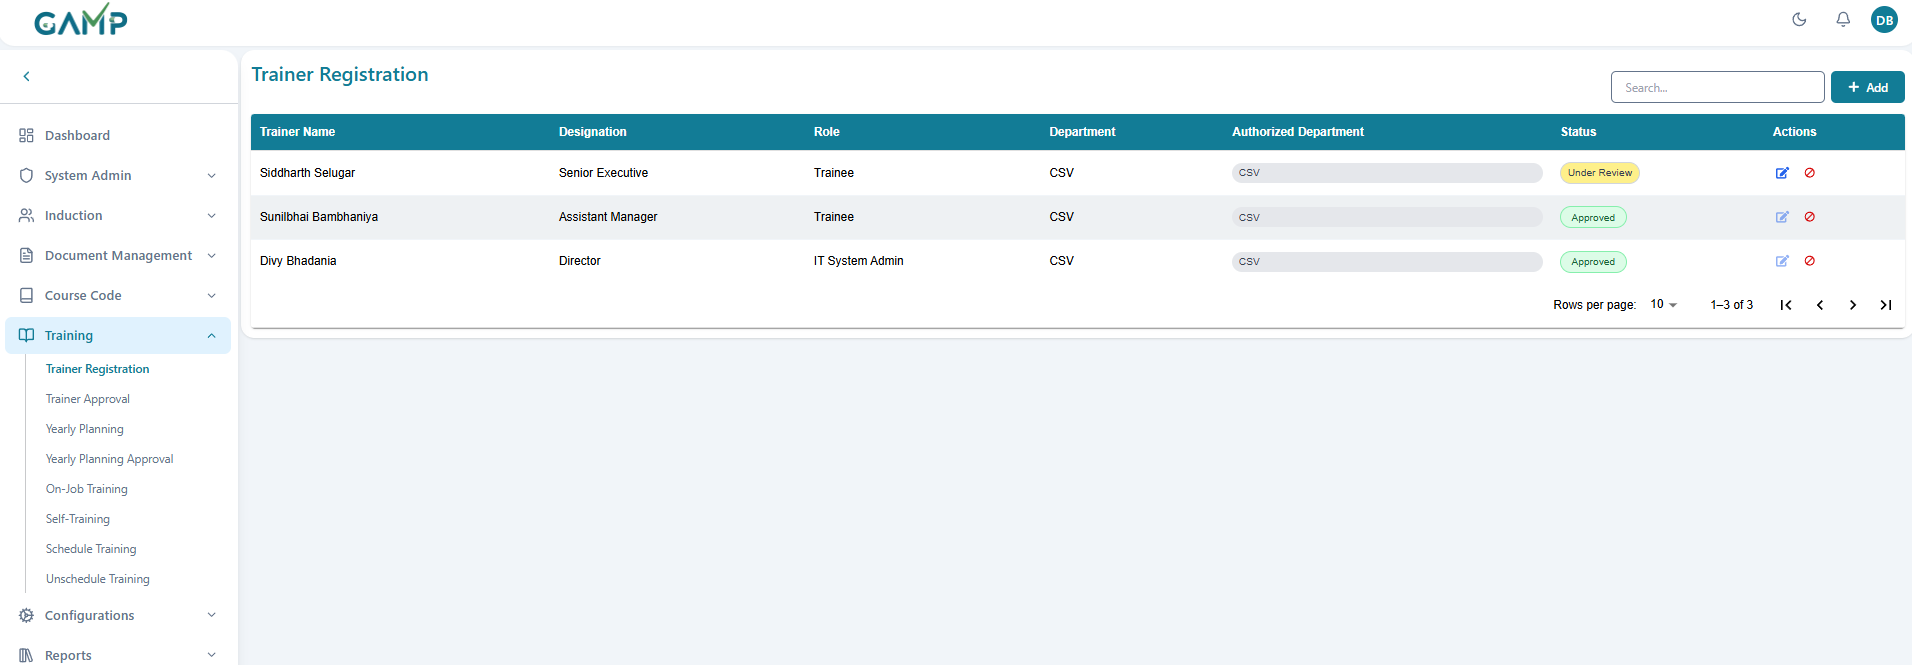 GAMP
DB
Trainer Registration
Search...
+ Add
Dashboard
System Admin
Induction
Document Management
Course Code
Training
Trainer Registration
Trainer Approval
Yearly Planning
Yearly Planning Approval
On-Job Training
Self-Training
Schedule Training
Unschedule Training
Configurations
Reports
Trainer Name Designation Role Department Authorized Department Status Actions
Siddharth Selugar Senior Executive Trainee CSV CSV Under Review
Sunilbhai Bambhaniya Assistant Manager Trainee CSV CSV Approved
Divy Bhadania Director IT System Admin CSV CSV Approved
Rows per page: 10 1–3 of 3